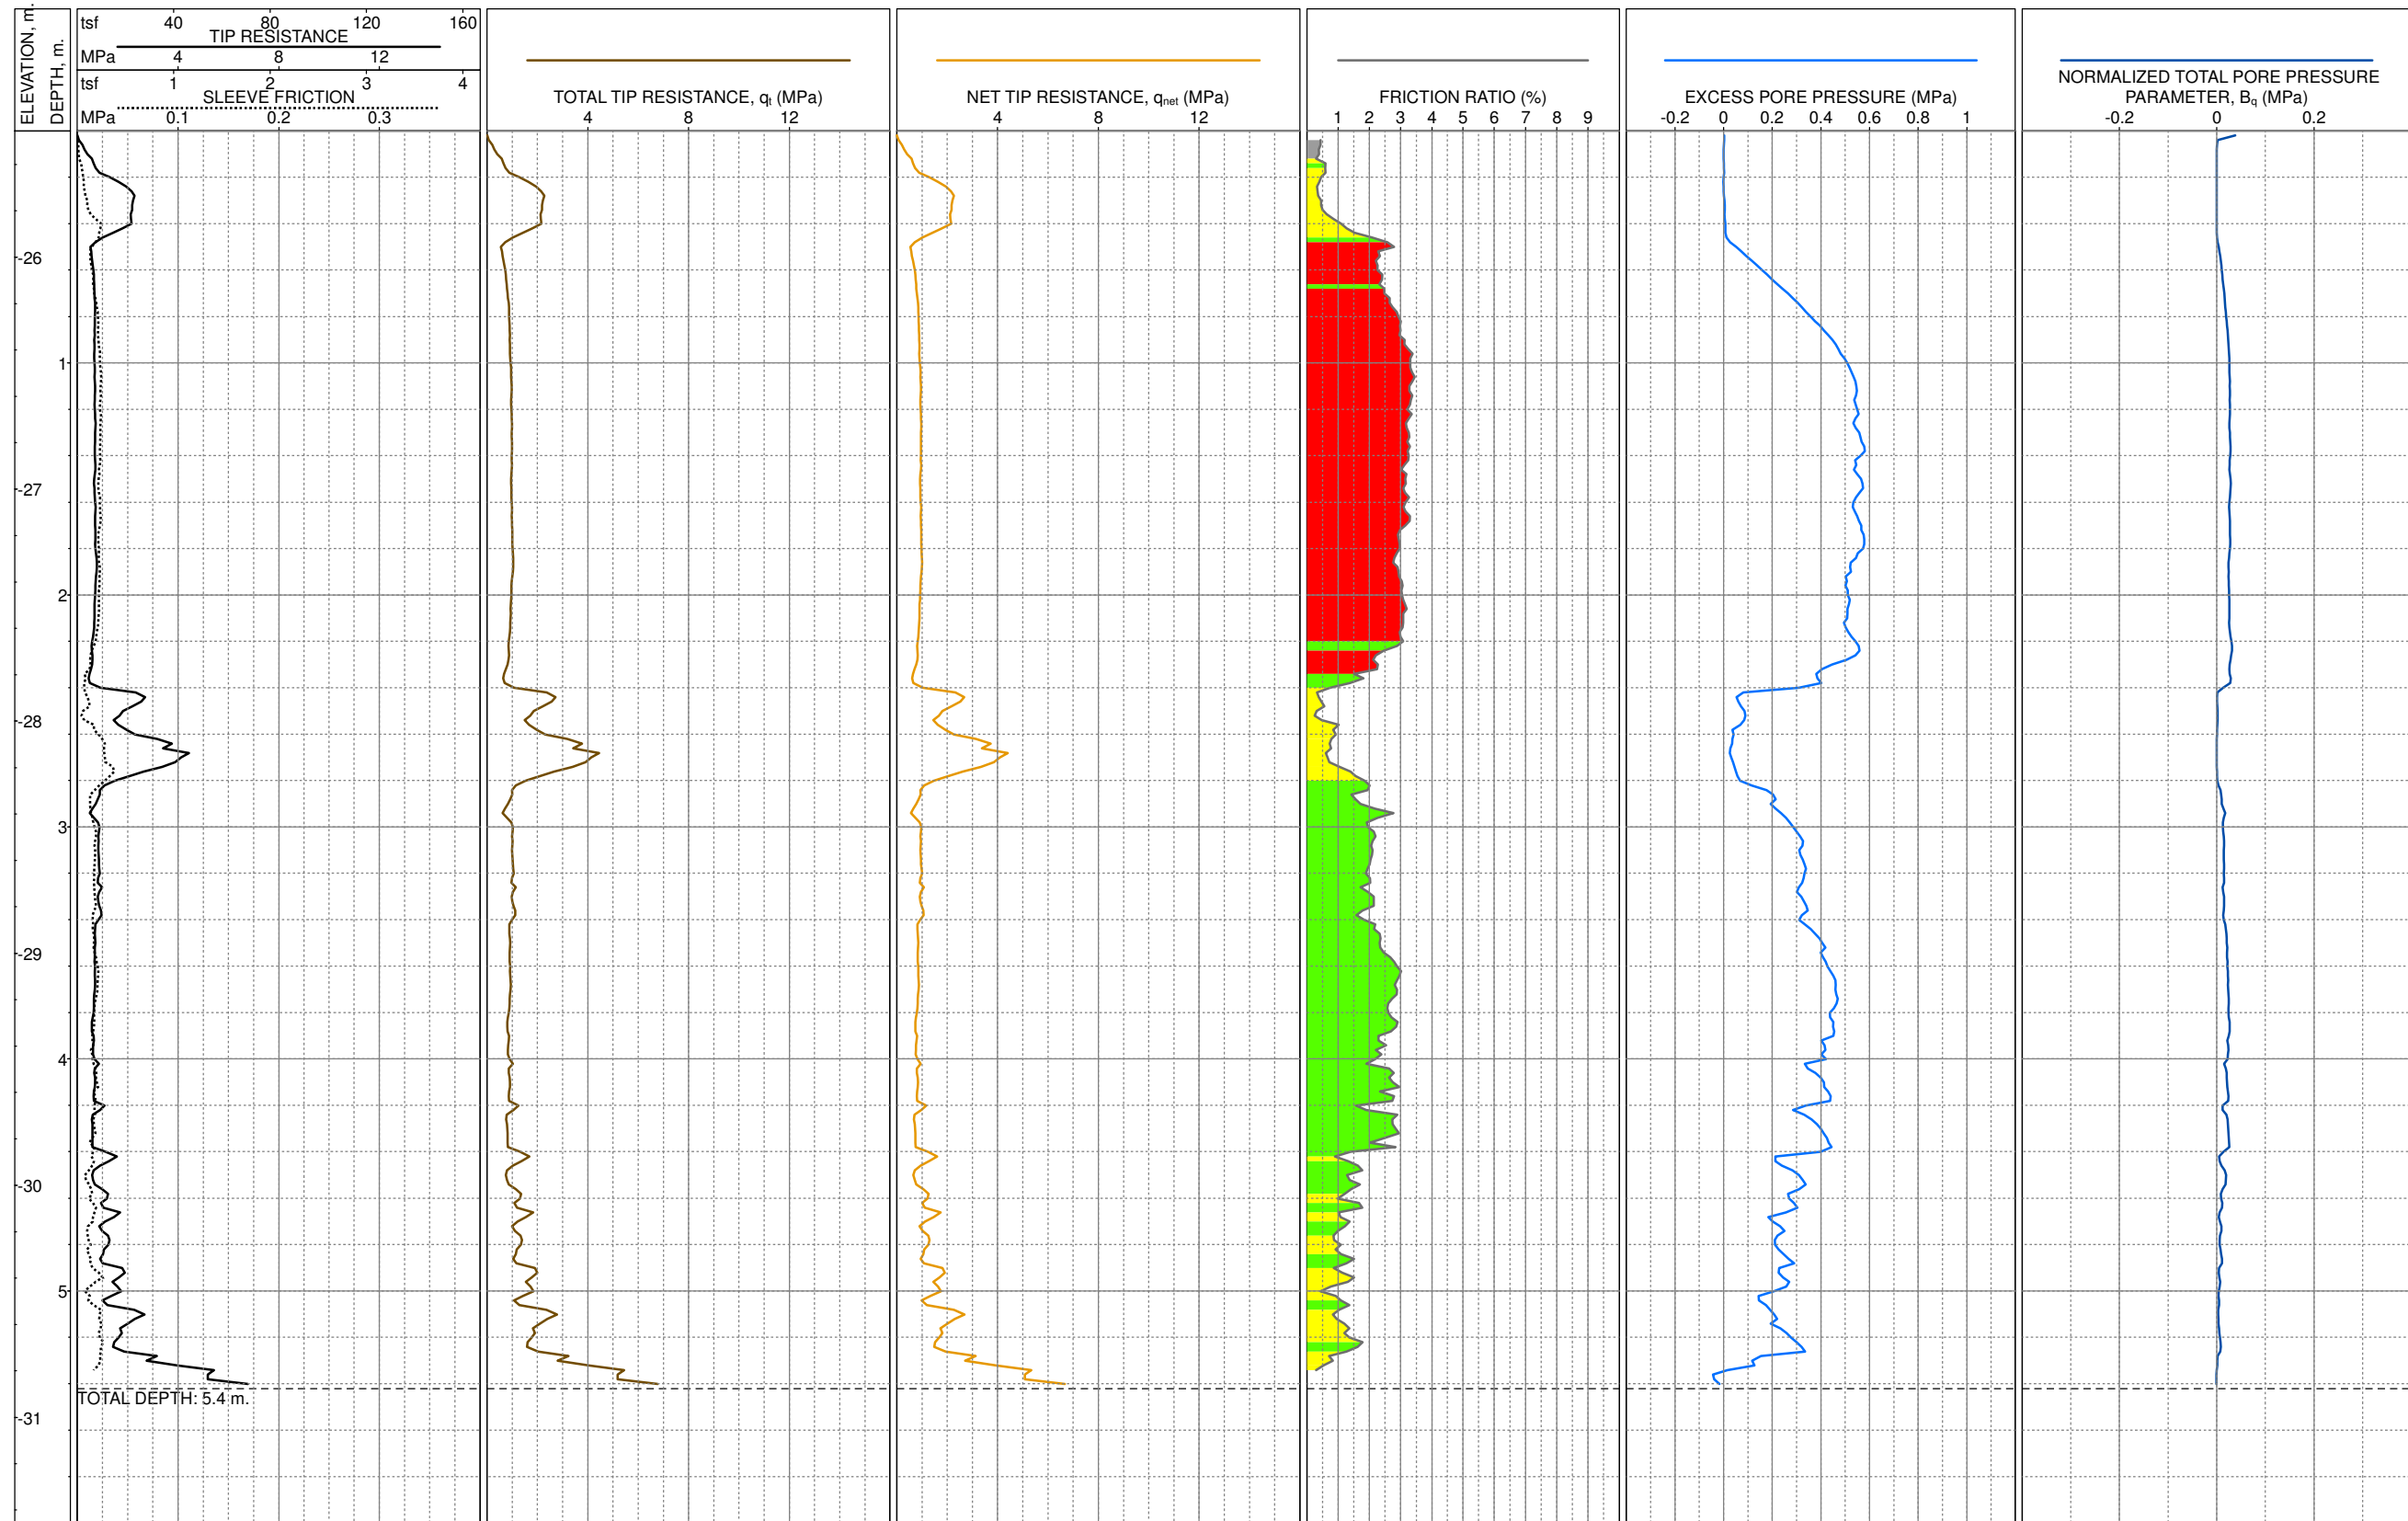 ELEVATION, m.
DEPTH, m.
tsf 40 80 120 160
TIP RESISTANCE
MPa 4 8 12
tsf 1 2 3 4
SLEEVE FRICTION
MPa 0.1 0.2 0.3
TOTAL TIP RESISTANCE, qt (MPa)
4 8 12
NET TIP RESISTANCE, qnet (MPa)
4 8 12
FRICTION RATIO (%)
1 2 3 4 5 6 7 8 9
EXCESS PORE PRESSURE (MPa)
-0.2 0 0.2 0.4 0.6 0.8 1
NORMALIZED TOTAL PORE PRESSURE
PARAMETER, Bq (MPa)
-0.2 0 0.2
-26
1
-27
2
-28
3
-29
4
-30
5
TOTAL DEPTH: 5.4 m.
-31